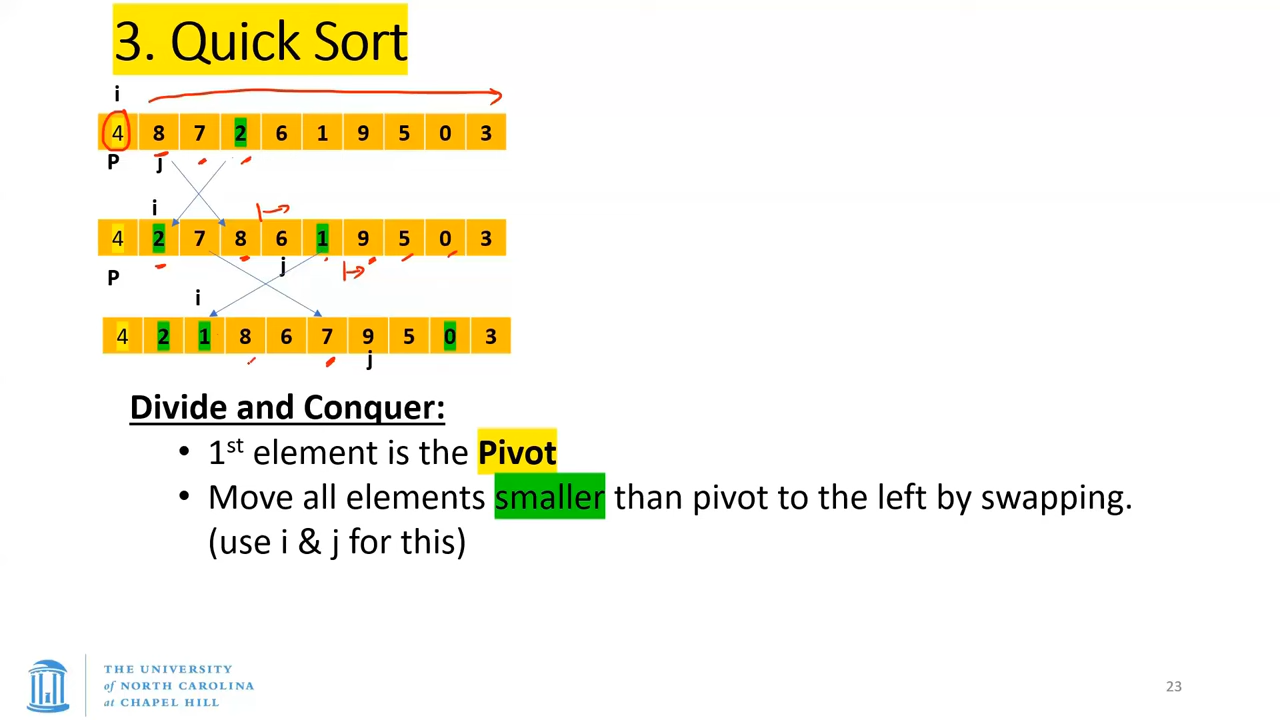 3. Quick Sort
i
4 8 7 2 6 1 9 5 0 3
P j
i
4 2 7 8 6 1 9 5 0 3
P j
i
4 2 1 8 6 7 9 5 0 3
j
Divide and Conquer:
• 1st element is the Pivot
• Move all elements smaller than pivot to the left by swapping.
(use i & j for this)
THE UNIVERSITY
of NORTH CAROLINA
at CHAPEL HILL
23